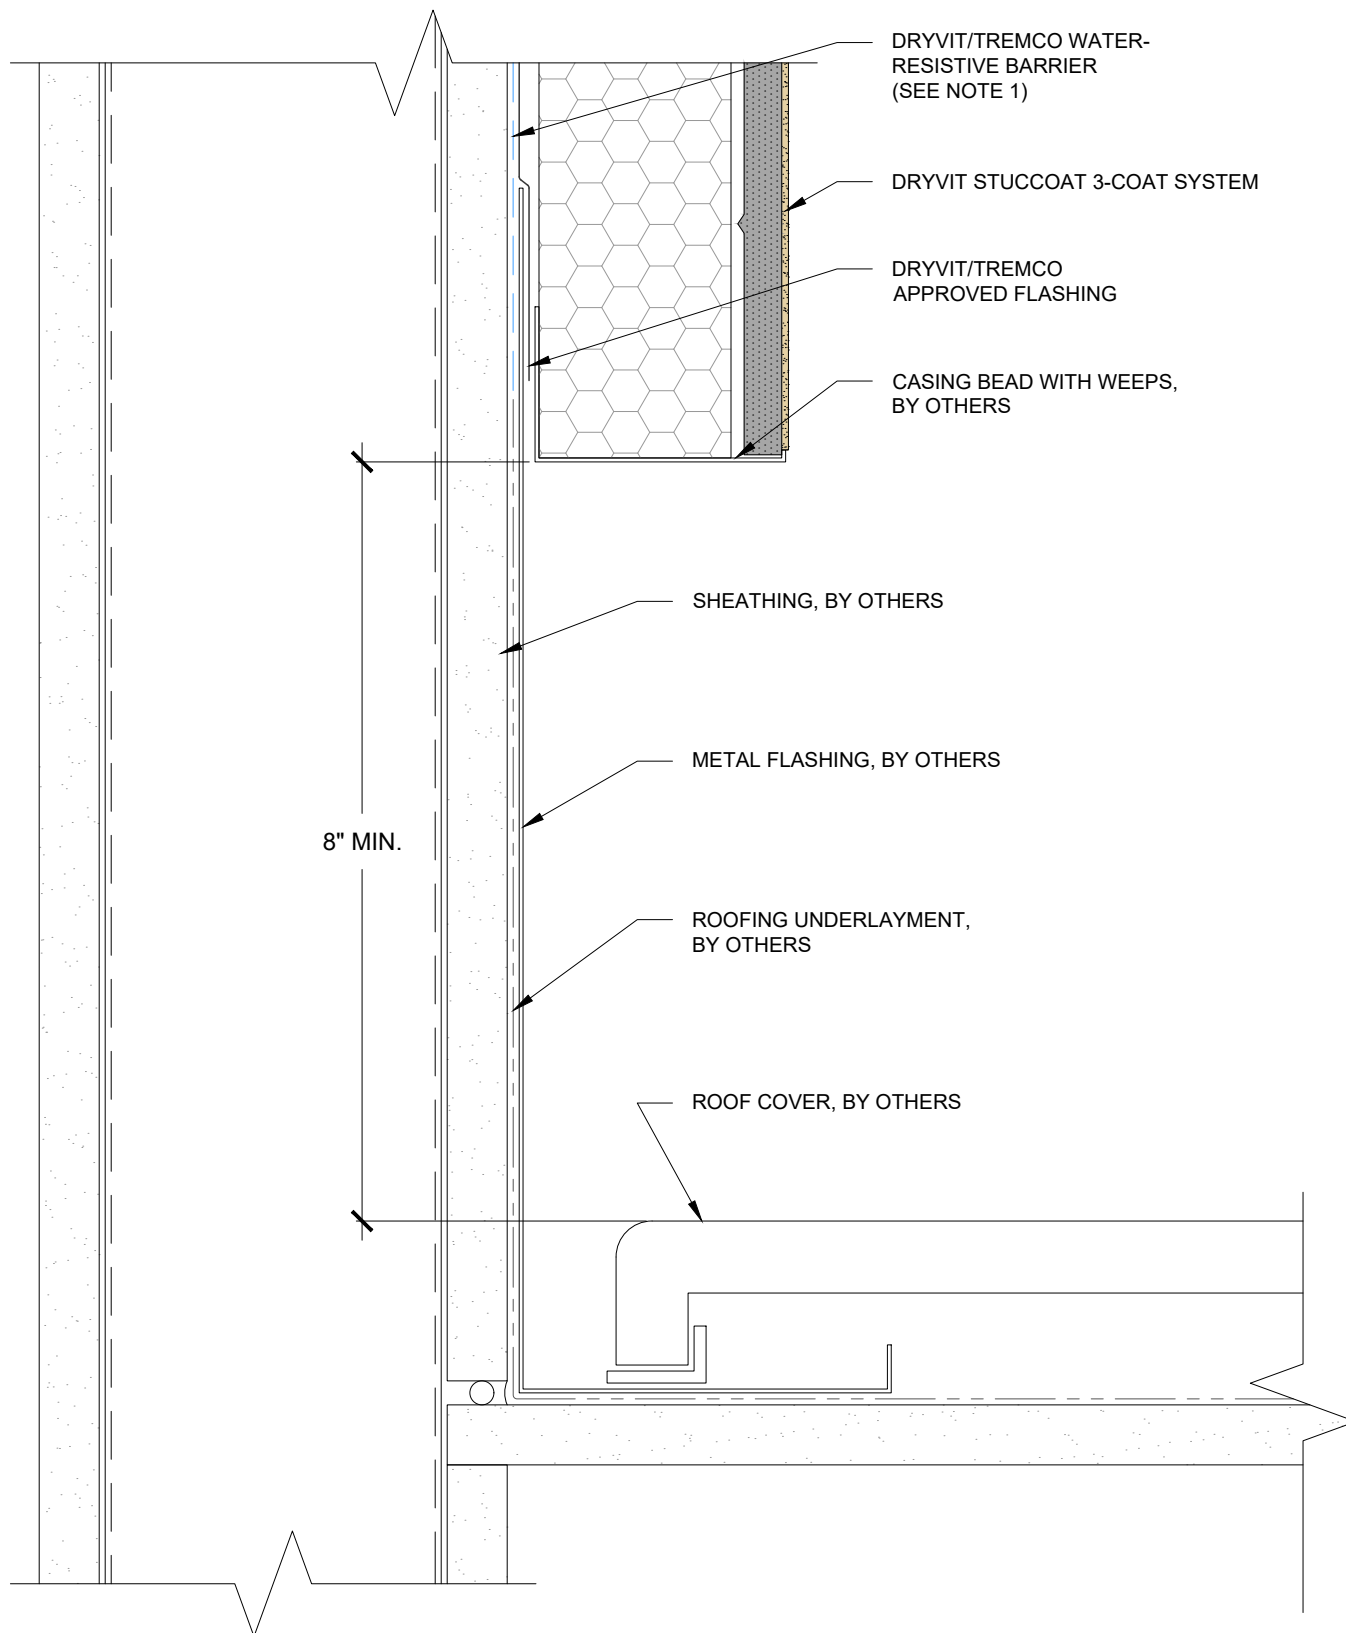 DRYVIT/TREMCO WATER-
RESISTIVE BARRIER
(SEE NOTE 1)
DRYVIT STUCCOAT 3-COAT SYSTEM
DRYVIT/TREMCO
APPROVED FLASHING
CASING BEAD WITH WEEPS,
BY OTHERS
SHEATHING, BY OTHERS
METAL FLASHING, BY OTHERS
8" MIN.
ROOFING UNDERLAYMENT,
BY OTHERS
ROOF COVER, BY OTHERS